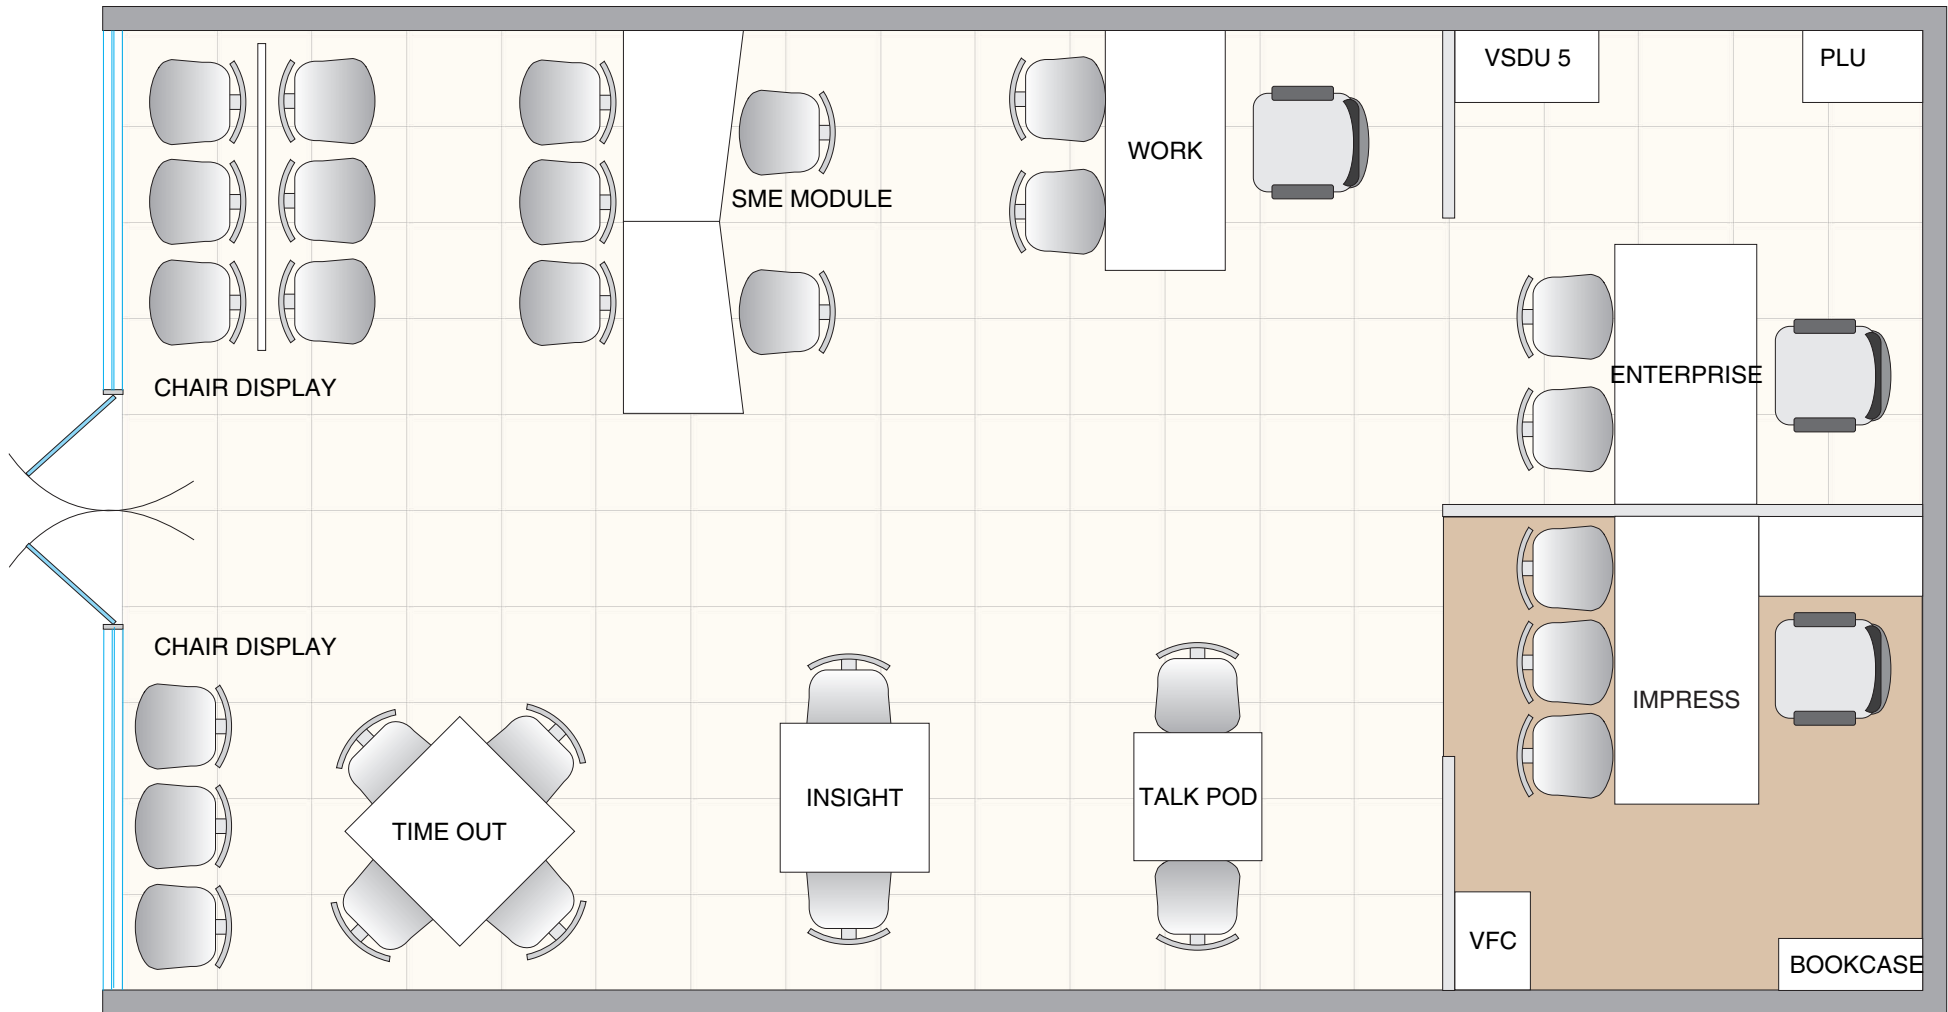 VSDU 5
PLU
WORK
SME MODULE
ENTERPRISE
CHAIR DISPLAY
CHAIR DISPLAY
IMPRESS
INSIGHT
TALK POD
TIME OUT
VFC
BOOKCASE